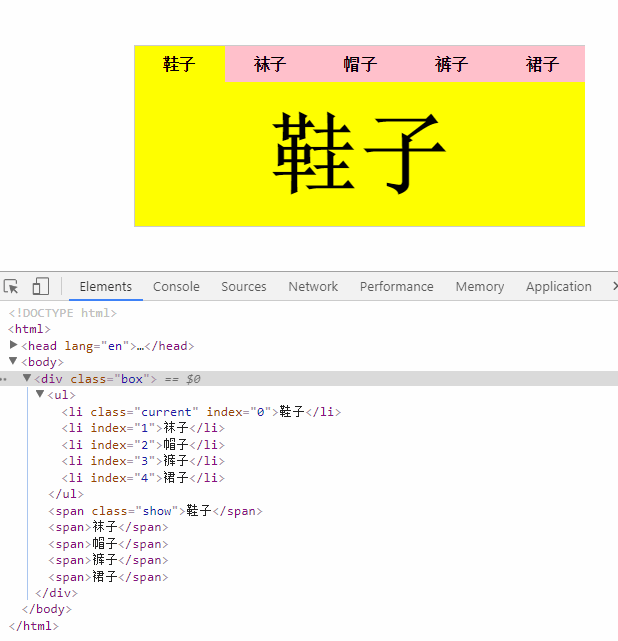 鞋子 袜子 帽子 裤子 裙子
鞋子
Elements Console Sources Network Performance Memory Application
<!DOCTYPE html>
<html>
<head lang="en">…</head>
<body>
<div class="box"> == $0
<ul>
<li class="current" index="0">鞋子</li>
<li index="1">袜子</li>
<li index="2">帽子</li>
<li index="3">裤子</li>
<li index="4">裙子</li>
</ul>
<span class="show">鞋子</span>
<span>袜子</span>
<span>帽子</span>
<span>裤子</span>
<span>裙子</span>
</div>
</body>
</html>